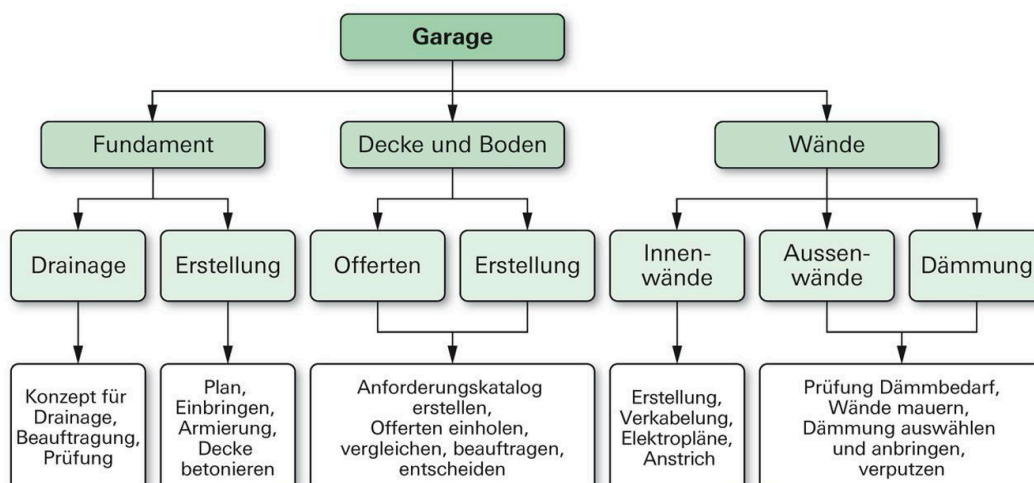 Garage
Fundament
Decke und Boden
Wände
Drainage
Erstellung
Offerten
Erstellung
Innen-
wände
Aussen-
wände
Dämmung
Konzept für
Drainage,
Beauftragung,
Prüfung
Plan,
Einbringen,
Armierung,
Decke
betonieren
Anforderungskatalog
erstellen,
Offerten einholen,
vergleichen, beauftragen,
entscheiden
Erstellung,
Verkabelung,
Elektropläne,
Anstrich
Prüfung Dämmbedarf,
Wände mauern,
Dämmung auswählen
und anbringen,
verputzen